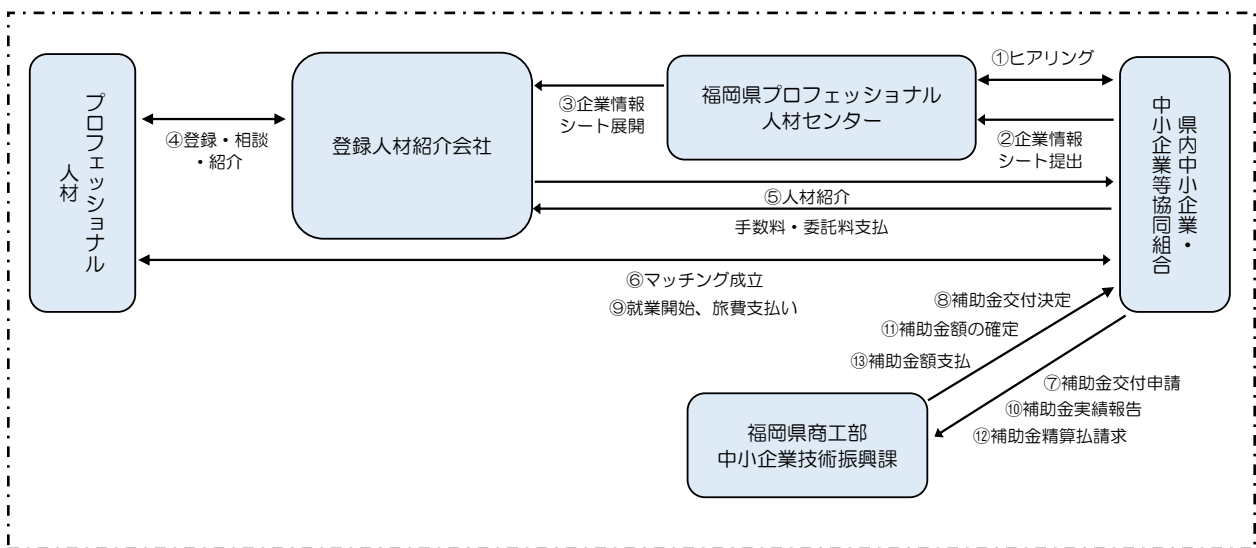 プロフェッショナル
人材
④登録・相談
・紹介
登録人材紹介会社
③企業情報
シート展開
福岡県プロフェッショナル
人材センター
①ヒアリング
②企業情報
シート提出
県内中小企業・
中小企業等協同組合
⑤人材紹介
手数料・委託料支払
⑥マッチング成立
⑨就業開始、旅費支払い
⑧補助金交付決定
⑪補助金額の確定
⑬補助金額支払
⑦補助金交付申請
⑩補助金実績報告
⑫補助金精算払請求
福岡県商工部
中小企業技術振興課